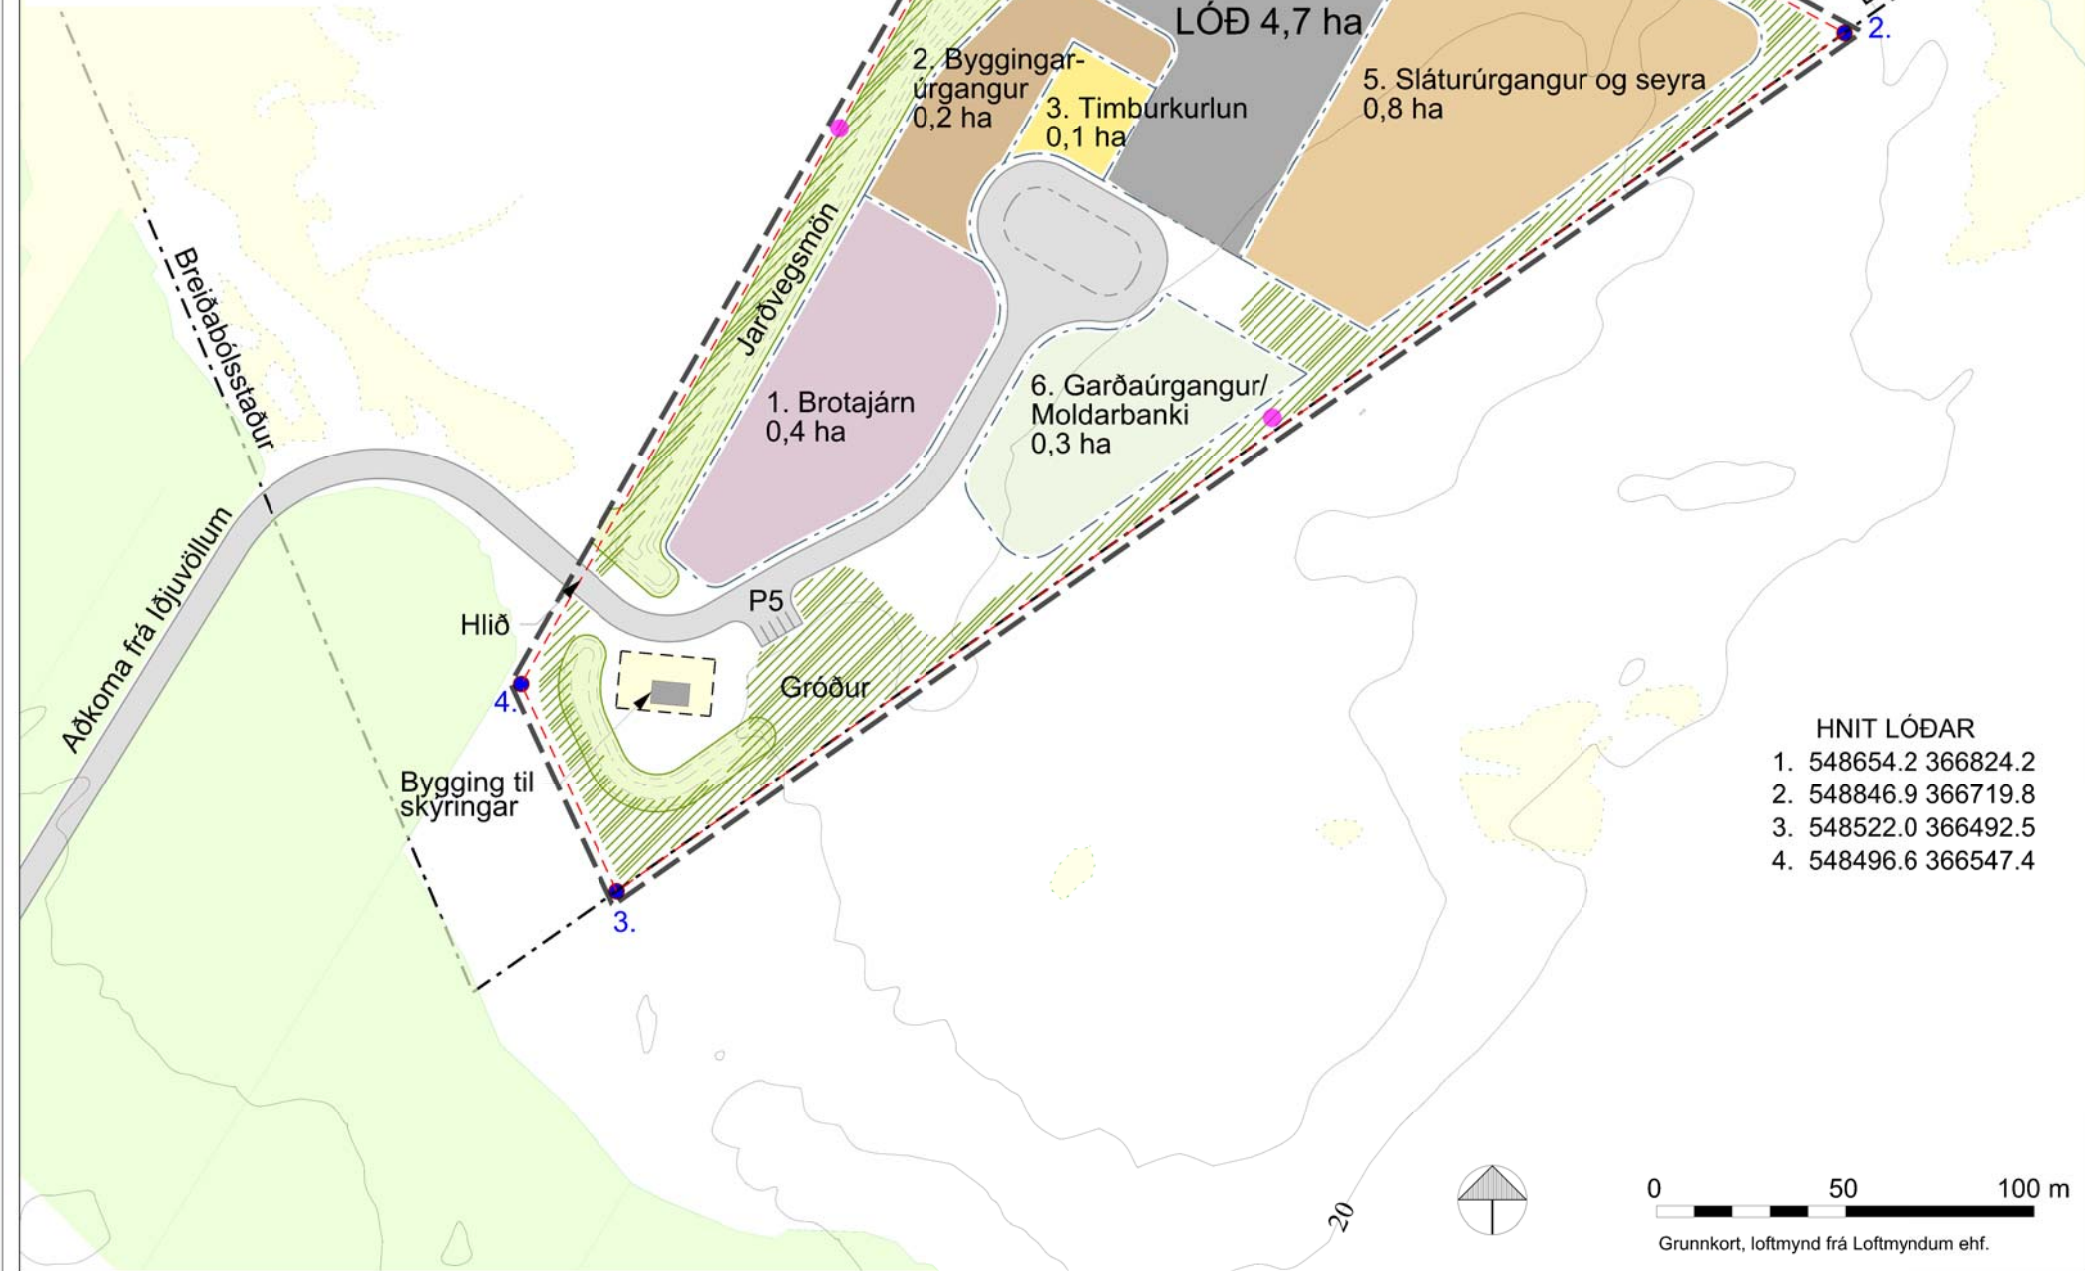 LÓÐ 4,7 ha
2.
2. Byggingar-
úrgangur
0,2 ha
3. Timburkurlun
0,1 ha
5. Sláturúrgangur og seyra
0,8 ha
Jarðvegsmön
Breiðabólsstaður
1. Brotajárn
0,4 ha
6. Garðaúrgangur/
Moldarbanki
0,3 ha
Aðkoma frá Iðjuvöllum
P5
Hlið
4.
Gróður
Bygging til
skýringar
3.
HNIT LÓÐAR
1. 548654.2 366824.2
2. 548846.9 366719.8
3. 548522.0 366492.5
4. 548496.6 366547.4
20
0 50 100 m
Grunnkort, loftmynd frá Loftmyndum ehf.